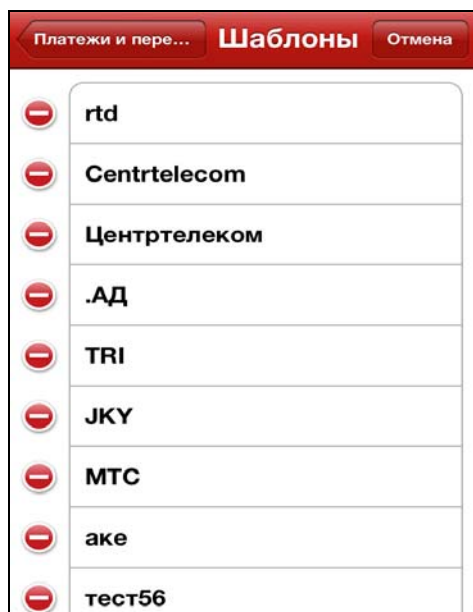 Платежи и пере... Шаблоны Отмена
rtd
Centrtelecom
Центртелеком
.АД
TRI
JKY
МТС
аке
тест56